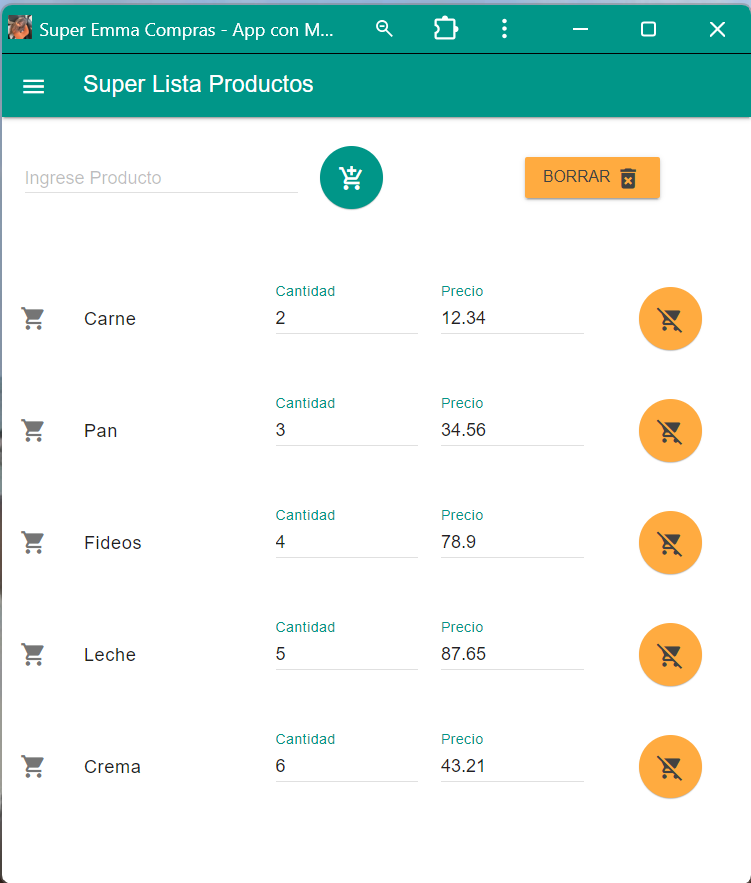 Super Emma Compras - App con M...
Super Lista Productos
Ingrese Producto
BORRAR
Cantidad Precio
Carne 2 12.34
Cantidad Precio
Pan 3 34.56
Cantidad Precio
Fideos 4 78.9
Cantidad Precio
Leche 5 87.65
Cantidad Precio
Crema 6 43.21